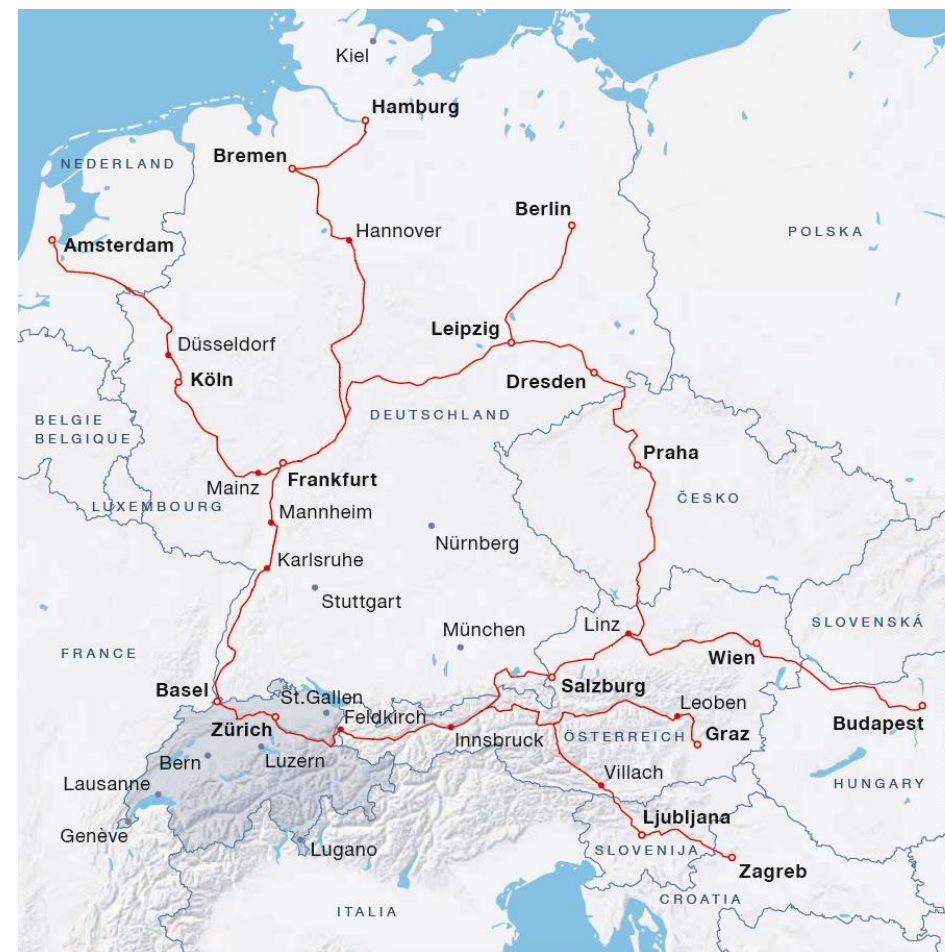 Kiel
Hamburg
Bremen
NEDERLAND
Berlin
Amsterdam
Hannover
POLSKA
Leipzig
Düsseldorf
Köln
Dresden
DEUTSCHLAND
BELGIE
BELGIQUE
Praha
Mainz
Frankfurt
ČESKO
LUXEMBOURG
Mannheim
Nürnberg
Karlsruhe
Stuttgart
Linz
SLOVENSKÁ
München
FRANCE
Wien
Basel
Salzburg
St.Gallen
Leoben
Zürich
Feldkirch
Budapest
Innsbruck
ÖSTERREICH
Graz
Bern
Luzern
Villach
HUNGARY
Lausanne
Ljubljana
Genève
Lugano
SLOVENIJA
Zagreb
CROATIA
ITALIA